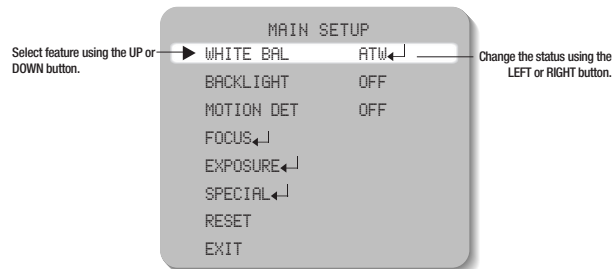 MAIN SETUP
Select feature using the UP or
DOWN button.
WHITE BAL ATW↵
Change the status using the
LEFT or RIGHT button.
BACKLIGHT OFF
MOTION DET OFF
FOCUS↵
EXPOSURE↵
SPECIAL↵
RESET
EXIT